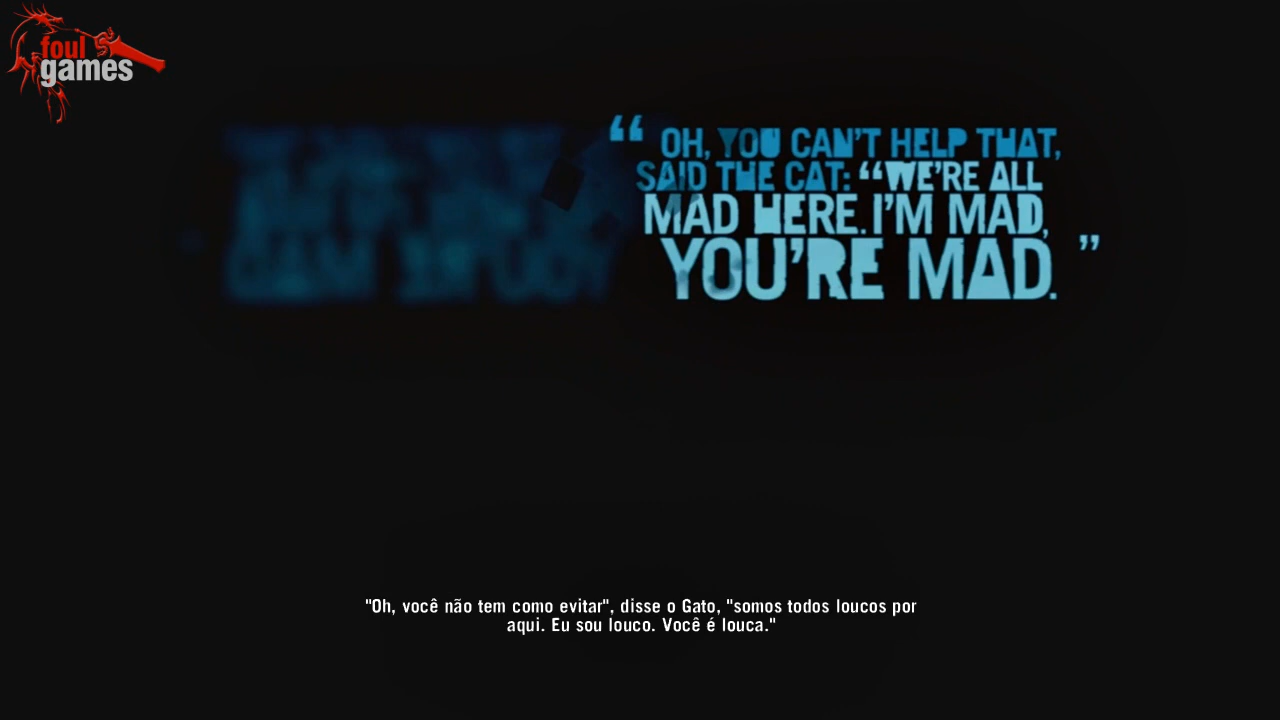 foul
games
“ OH, YOU CAN'T HELP THAT,
SAID THE CAT: “WE'RE ALL
MAD HERE. I'M MAD,
YOU'RE MAD. ”
"Oh, você não tem como evitar", disse o Gato, "somos todos loucos por
aqui. Eu sou louco. Você é louca."